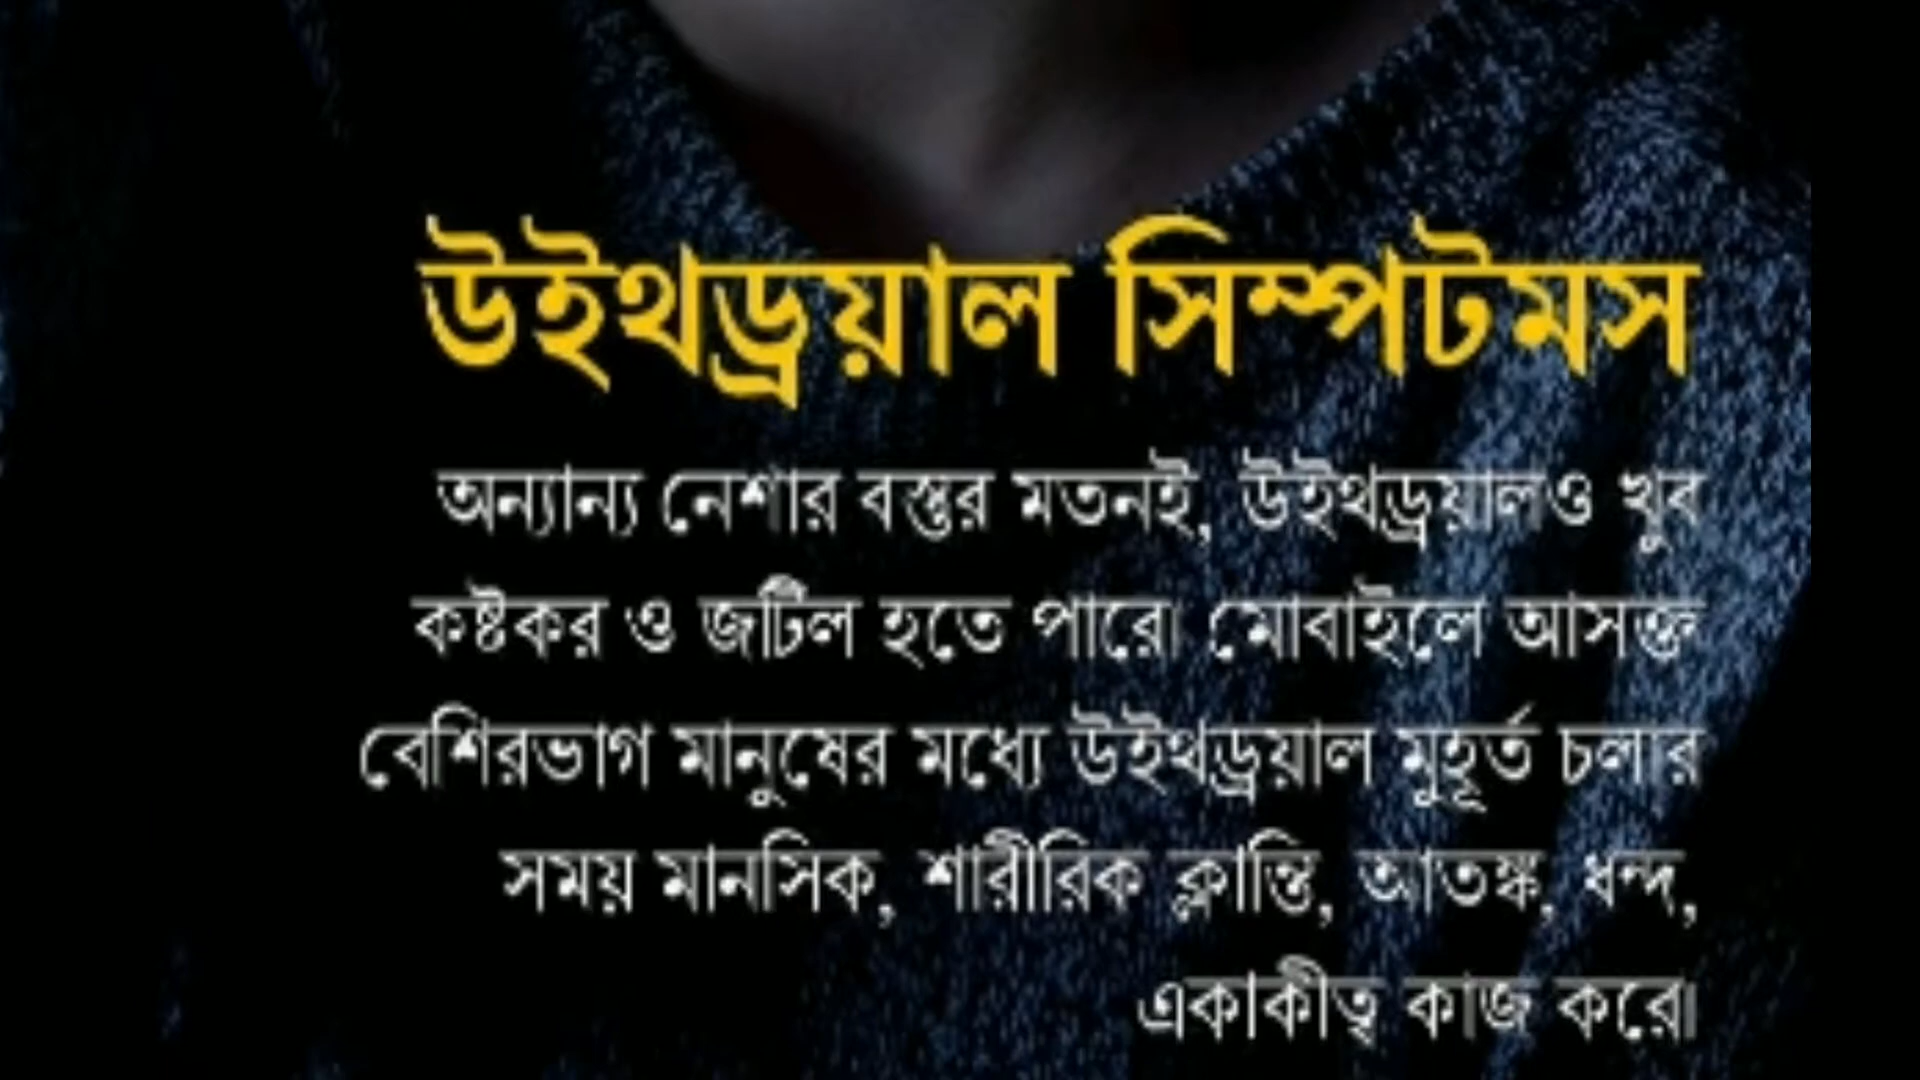 উইথড্রয়াল সিম্পটমস
অন্যান্য নেশার বস্তুর মতনই, উইথড্রয়ালও খুব
কষ্টকর ও জটিল হতে পারে। মোবাইলে আসক্ত
বেশিরভাগ মানুষের মধ্যে উইথড্রয়াল মুহূর্ত চলার
সময় মানসিক, শারীরিক ক্লান্তি, আতঙ্ক, ধন্দ,
একাকীত্ব কাজ করে।